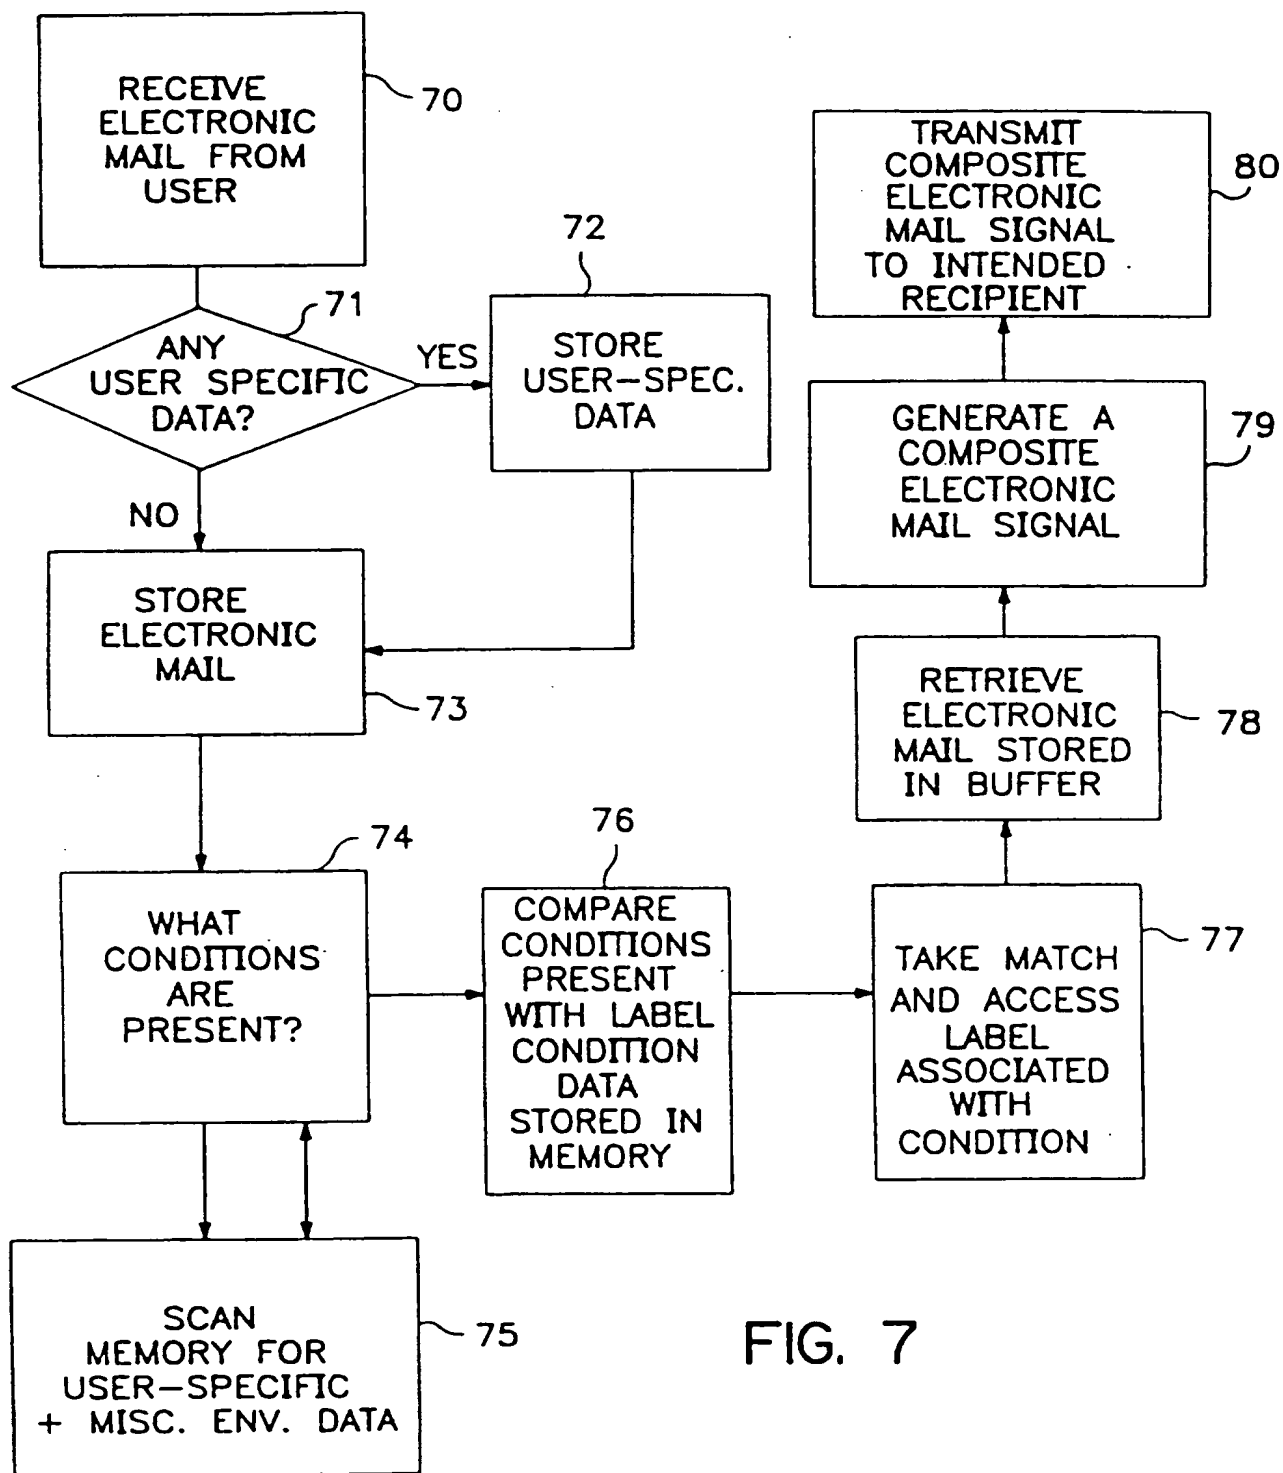 RECEIVE
ELECTRONIC
MAIL FROM
USER
70
71
ANY
USER SPECIFIC
DATA?
YES
NO
72
STORE
USER-SPEC.
DATA
STORE
ELECTRONIC
MAIL
73
74
WHAT
CONDITIONS
ARE
PRESENT?
SCAN
MEMORY FOR
USER-SPECIFIC
+ MISC. ENV. DATA
75
76
COMPARE
CONDITIONS
PRESENT
WITH LABEL
CONDITION
DATA
STORED IN
MEMORY
TAKE MATCH
AND ACCESS
LABEL
ASSOCIATED
WITH
CONDITION
77
RETRIEVE
ELECTRONIC
MAIL STORED
IN BUFFER
78
GENERATE A
COMPOSITE
ELECTRONIC
MAIL SIGNAL
79
TRANSMIT
COMPOSITE
ELECTRONIC
MAIL SIGNAL
TO INTENDED
RECIPIENT
80
FIG. 7